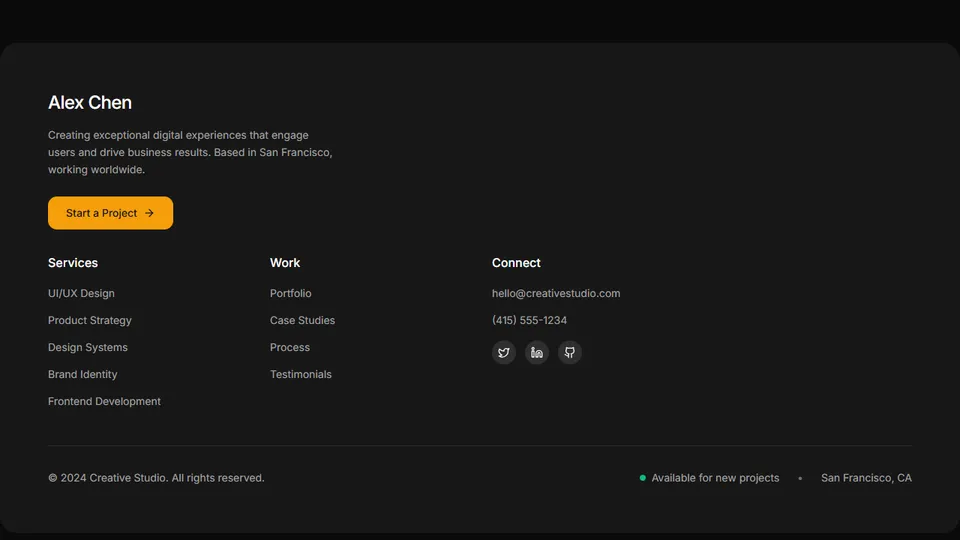 Alex Chen
Creating exceptional digital experiences that engage
users and drive business results. Based in San Francisco,
working worldwide.
Start a Project
Services
UI/UX Design
Product Strategy
Design Systems
Brand Identity
Frontend Development
Work
Portfolio
Case Studies
Process
Testimonials
Connect
hello@creativestudio.com
(415) 555-1234
© 2024 Creative Studio. All rights reserved.
Available for new projects
San Francisco, CA